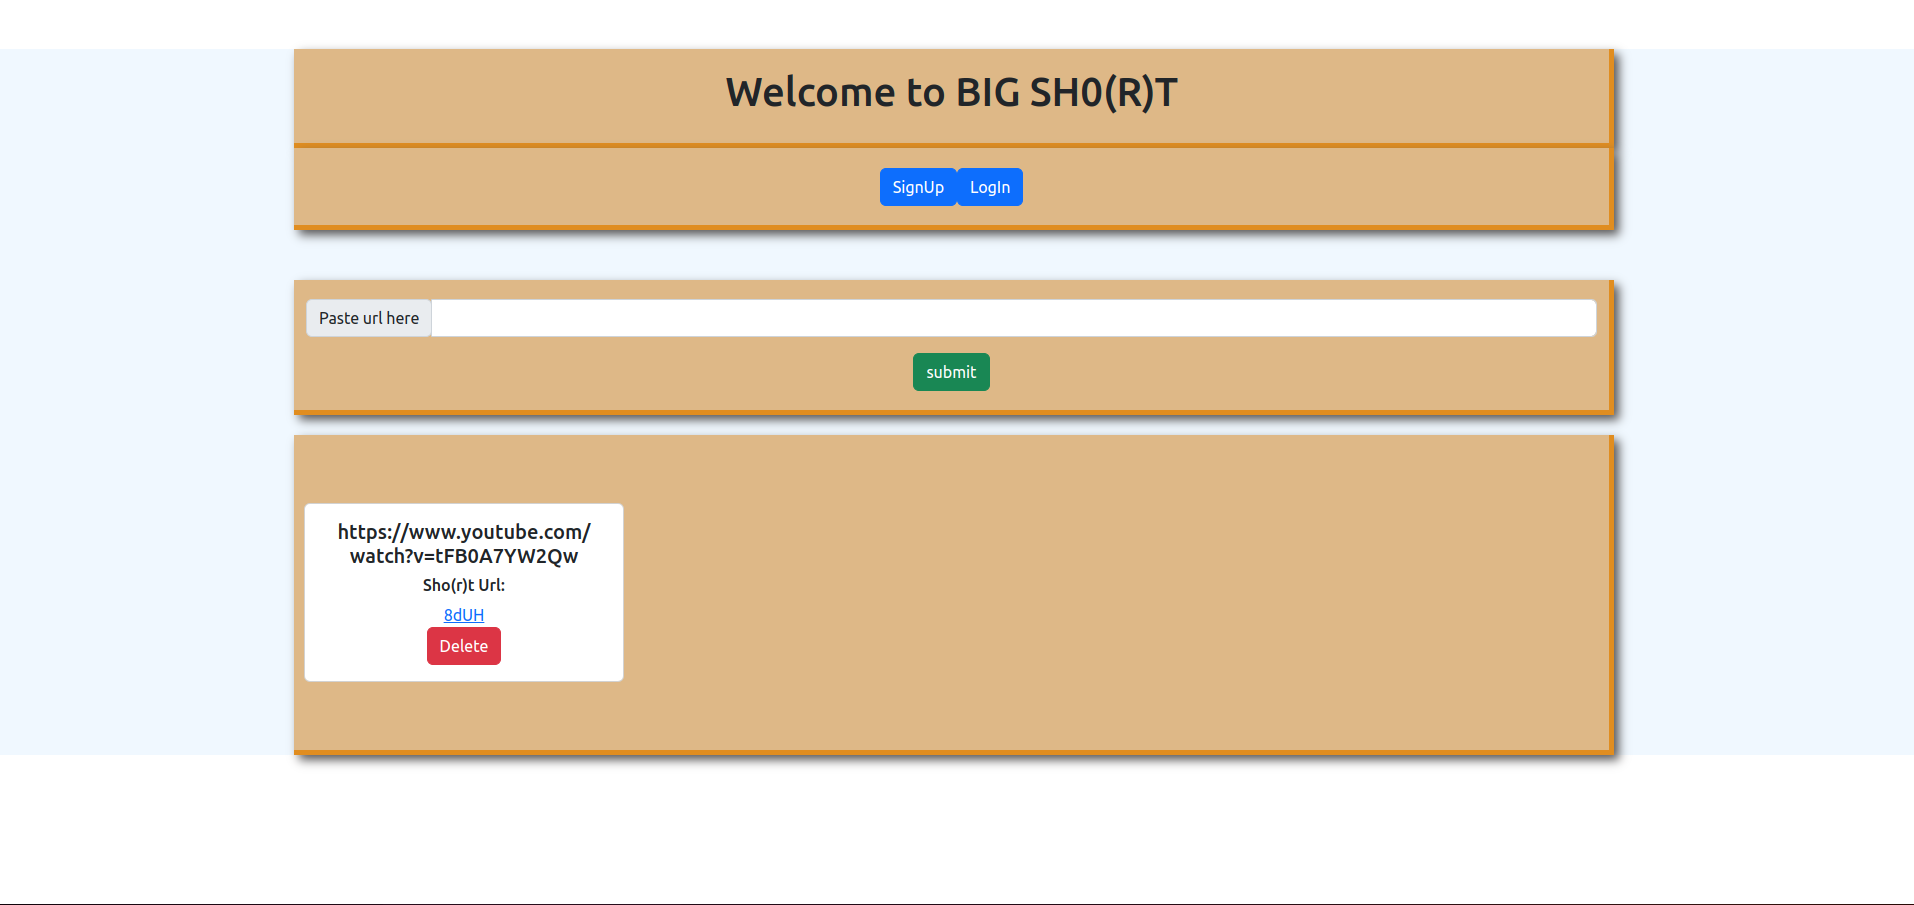 Welcome to BIG SH0(R)T
SignUp LogIn
Paste url here
submit
https://www.youtube.com/
watch?v=tFB0A7YW2Qw
Sho(r)t Url:
8dUH
Delete